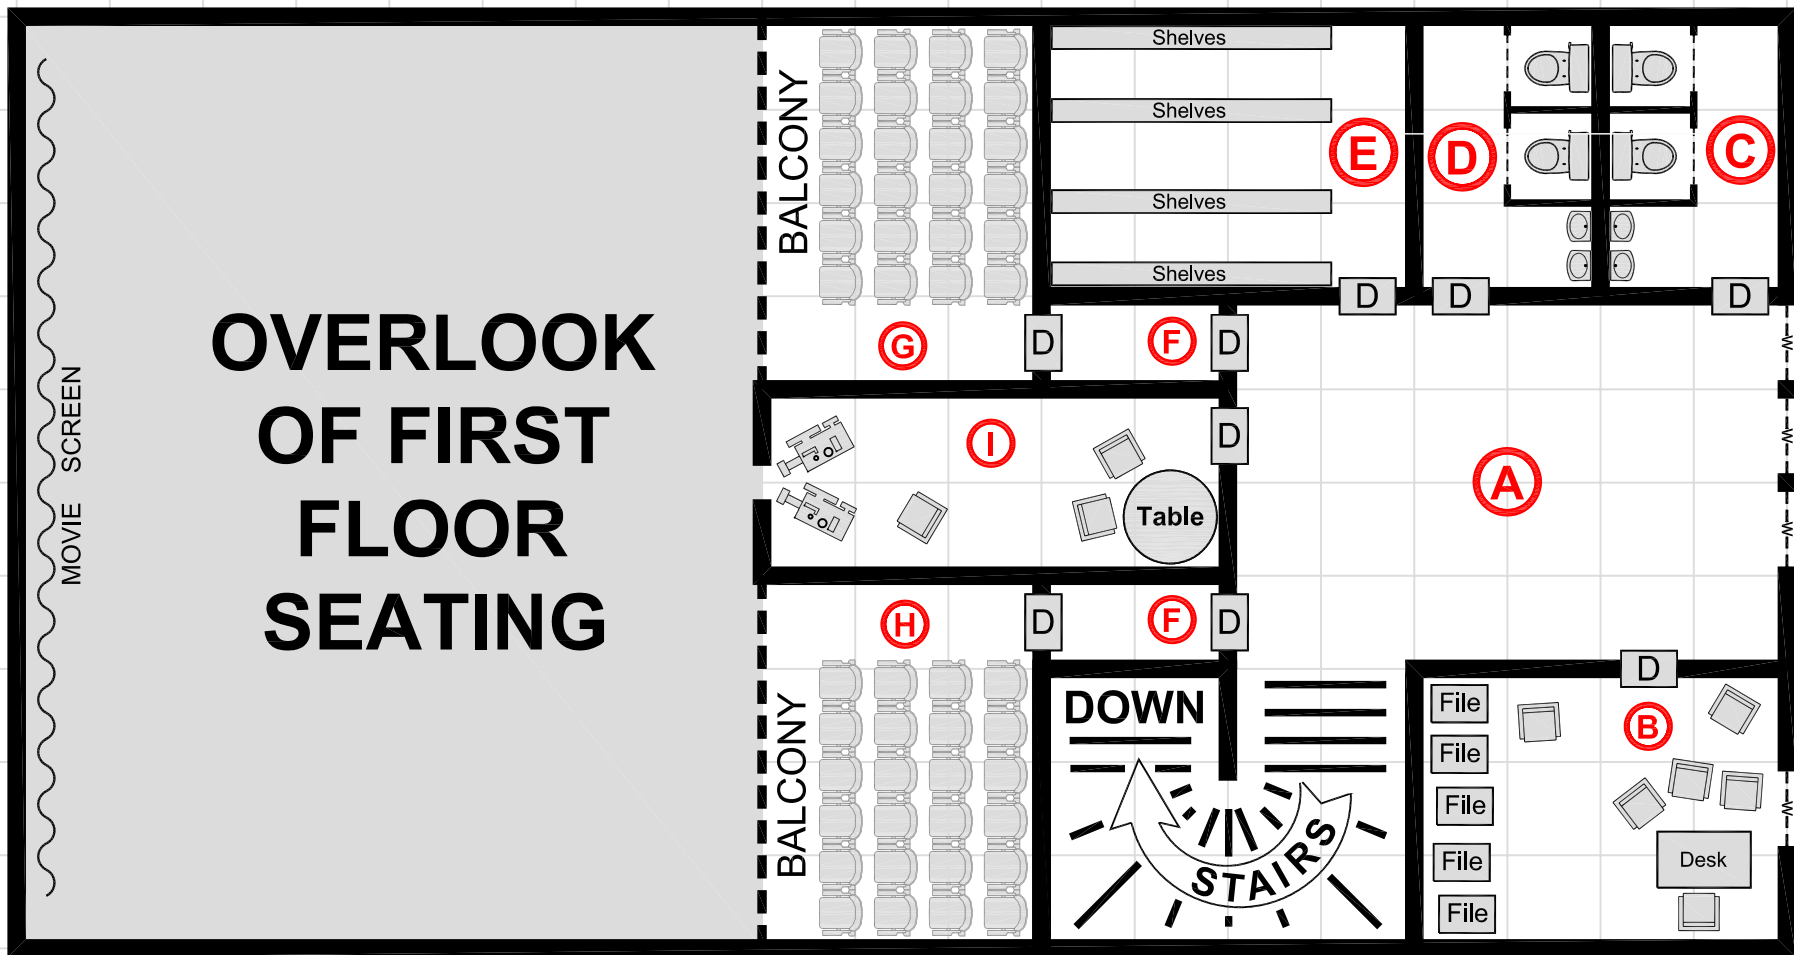 OVERLOOK
OF FIRST
FLOOR
SEATING
MOVIE SCREEN
BALCONY
BALCONY
Shelves
Shelves
Shelves
Shelves
E
D
C
D
D
D
G
D
F
D
I
D
A
Table
H
D
F
D
D
DOWN
STAIRS
B
File
File
File
File
File
Desk